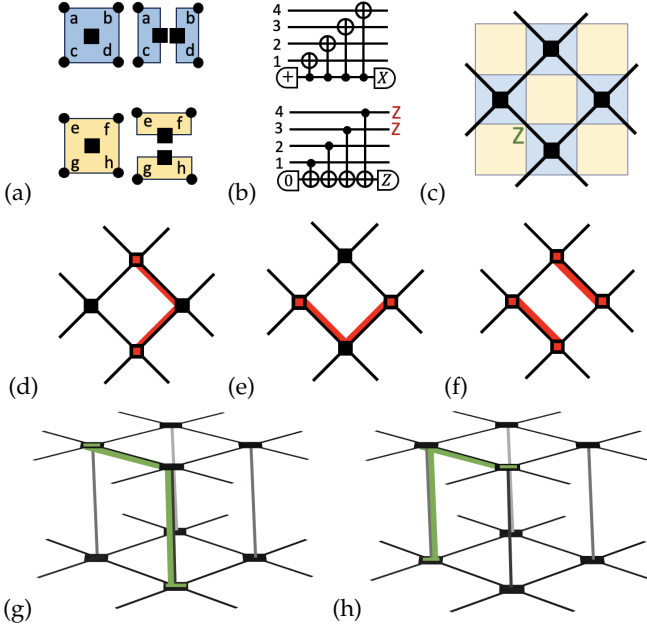 a b a b
c d c d
(a)
e f e f
g h g h
4
3
2
1
+ X
4 Z
3 Z
2
1
0 Z
(b)
Z
(c)
(d)
(e)
(f)
(g)
(h)